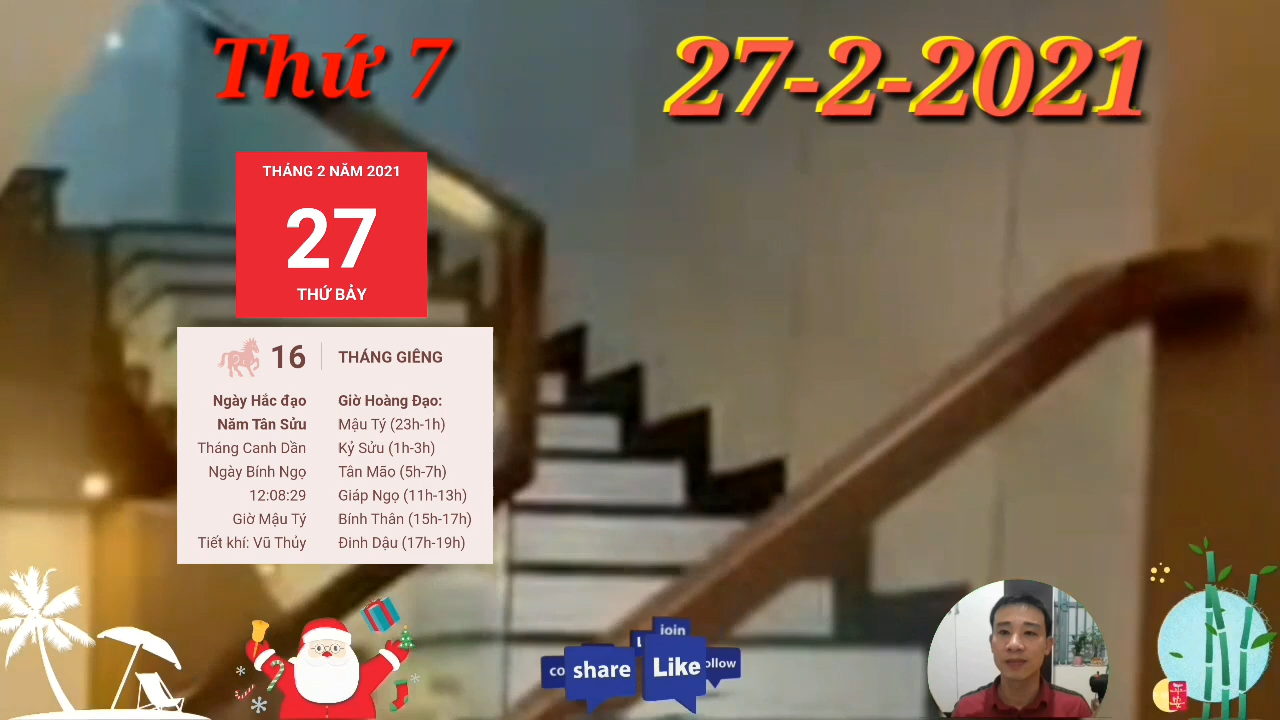 Thứ 7
27-2-2021
THÁNG 2 NĂM 2021
27
THỨ BẢY
16
THÁNG GIÊNG
Ngày Hắc đạo
Năm Tân Sửu
Tháng Canh Dần
Ngày Bính Ngọ
12:08:29
Giờ Mậu Tý
Tiết khí: Vũ Thủy
Giờ Hoàng Đạo:
Mậu Tý (23h-1h)
Kỷ Sửu (1h-3h)
Tân Mão (5h-7h)
Giáp Ngọ (11h-13h)
Bính Thân (15h-17h)
Đinh Dậu (17h-19h)
join
co
share
L
Like
ollow